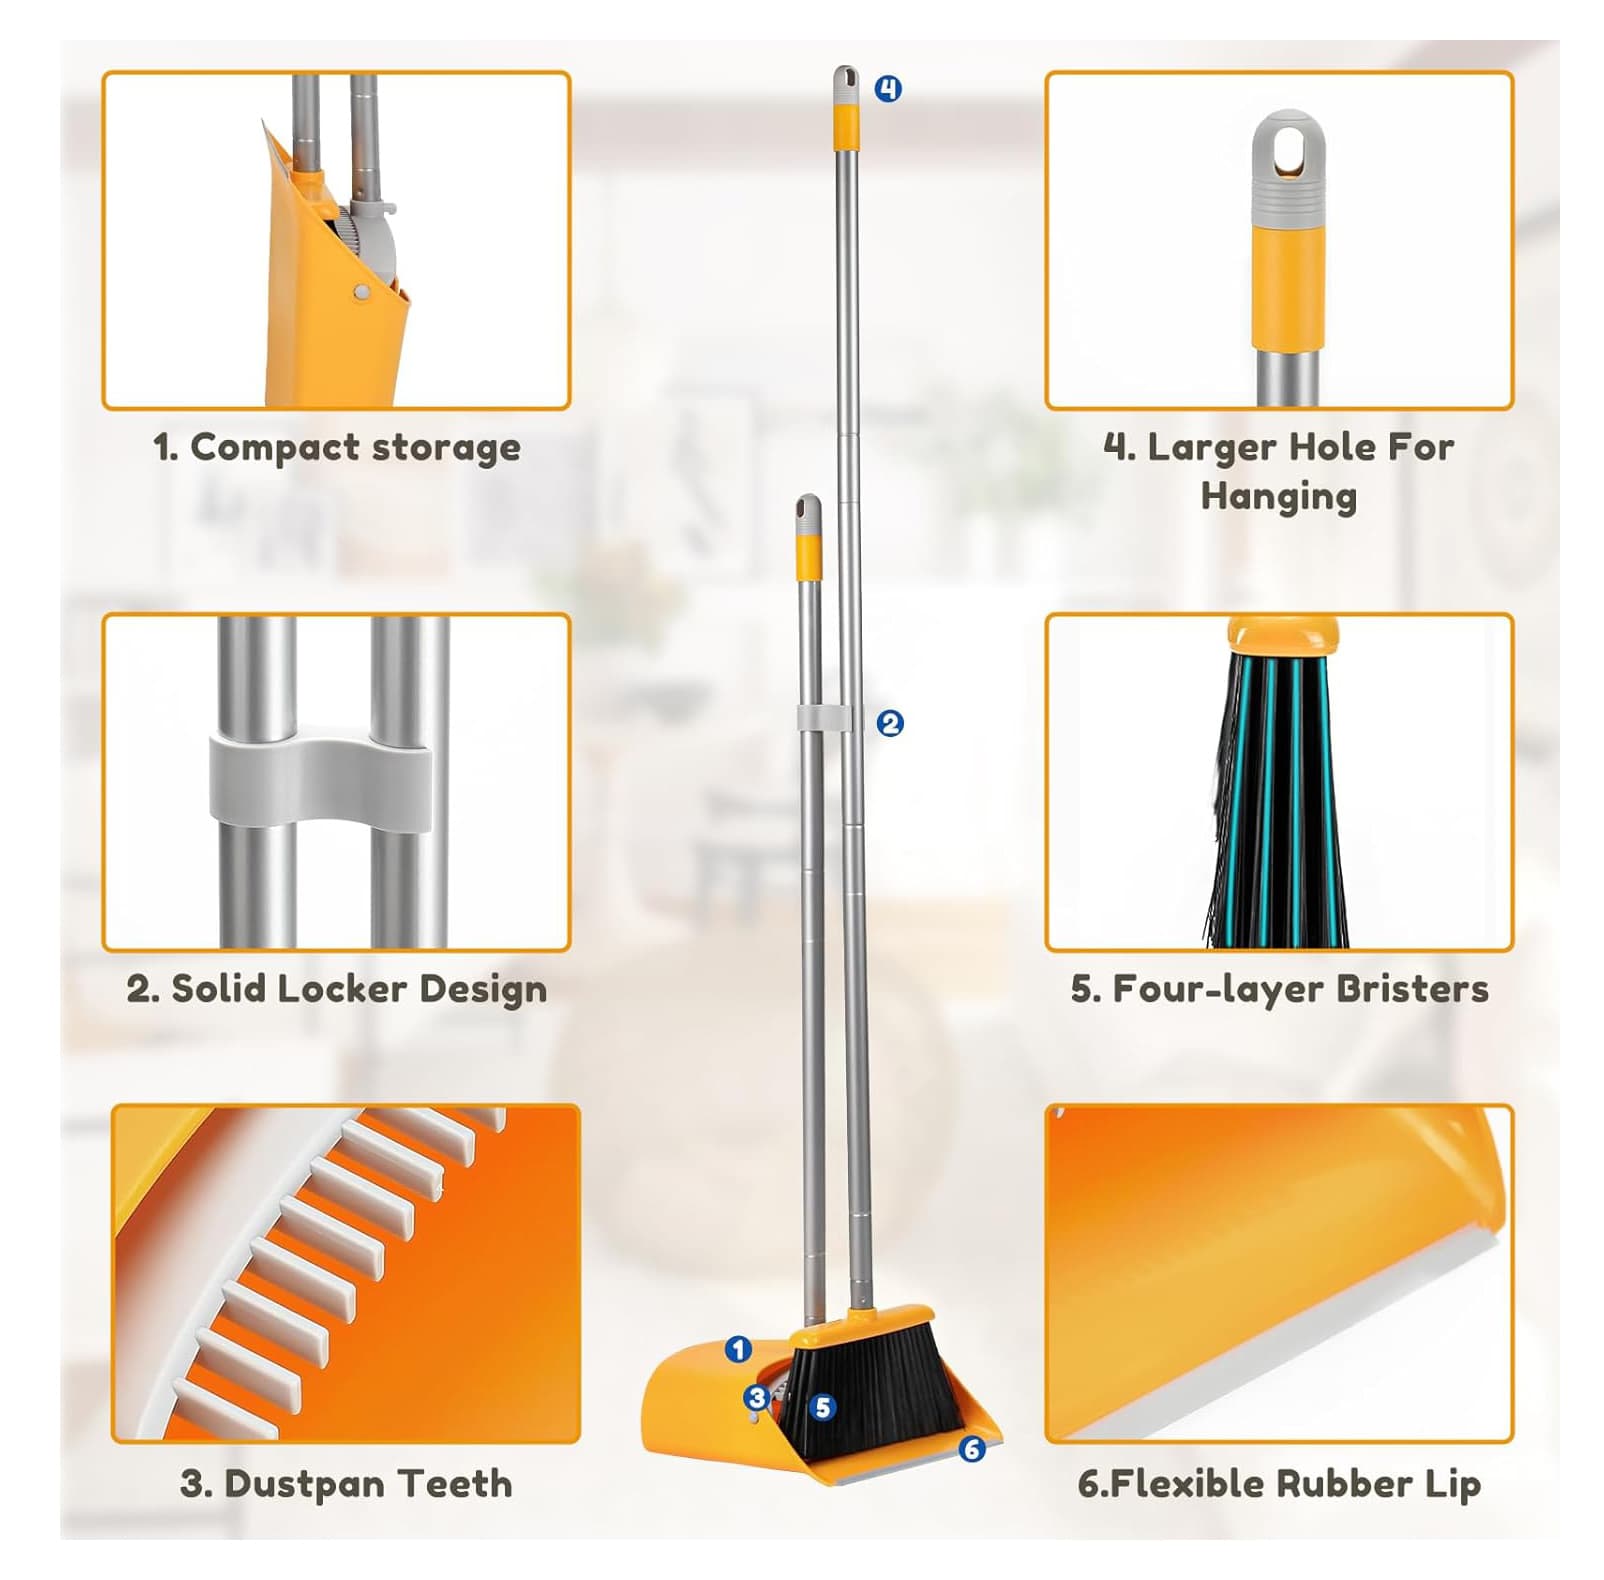 1. Compact storage
2. Solid Locker Design
3. Dustpan Teeth
4
2
1
3
5
6
4. Larger Hole For
Hanging
5. Four-layer Bristers
6.Flexible Rubber Lip